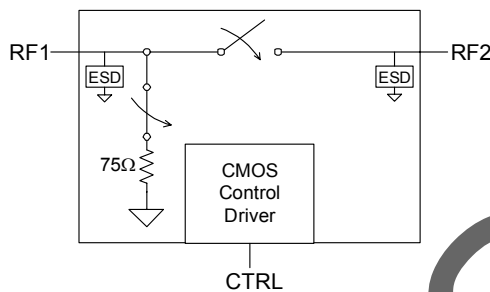 RF1
RF2
ESD
ESD
75Ω
CMOS
Control
Driver
CTRL